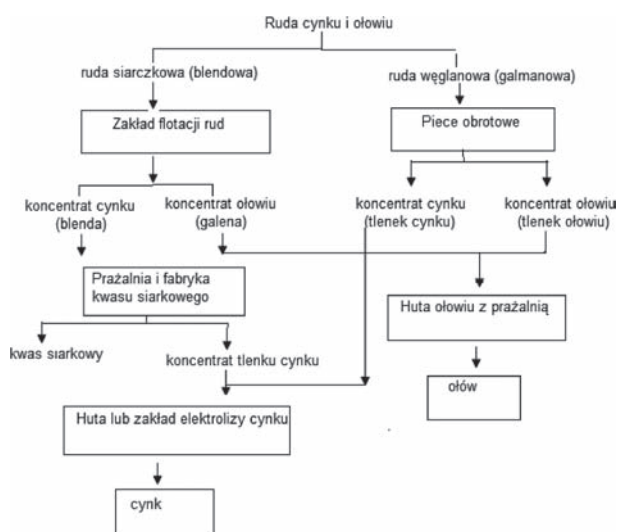 Ruda cynku i ołowiu
ruda siarczkowa (blendowa)
ruda węglanowa (galmanowa)
Zakład flotacji rud
Piece obrotowe
koncentrat cynku
(blenda)
koncentrat ołowiu
(galena)
koncentrat cynku
(tlenek cynku)
koncentrat ołowiu
(tlenek ołowiu)
Prażalnia i fabryka
kwasu siarkowego
Huta ołowiu z prażalnią
kwas siarkowy
koncentrat tlenku cynku
ołów
Huta lub zakład elektrolizy cynku
cynk